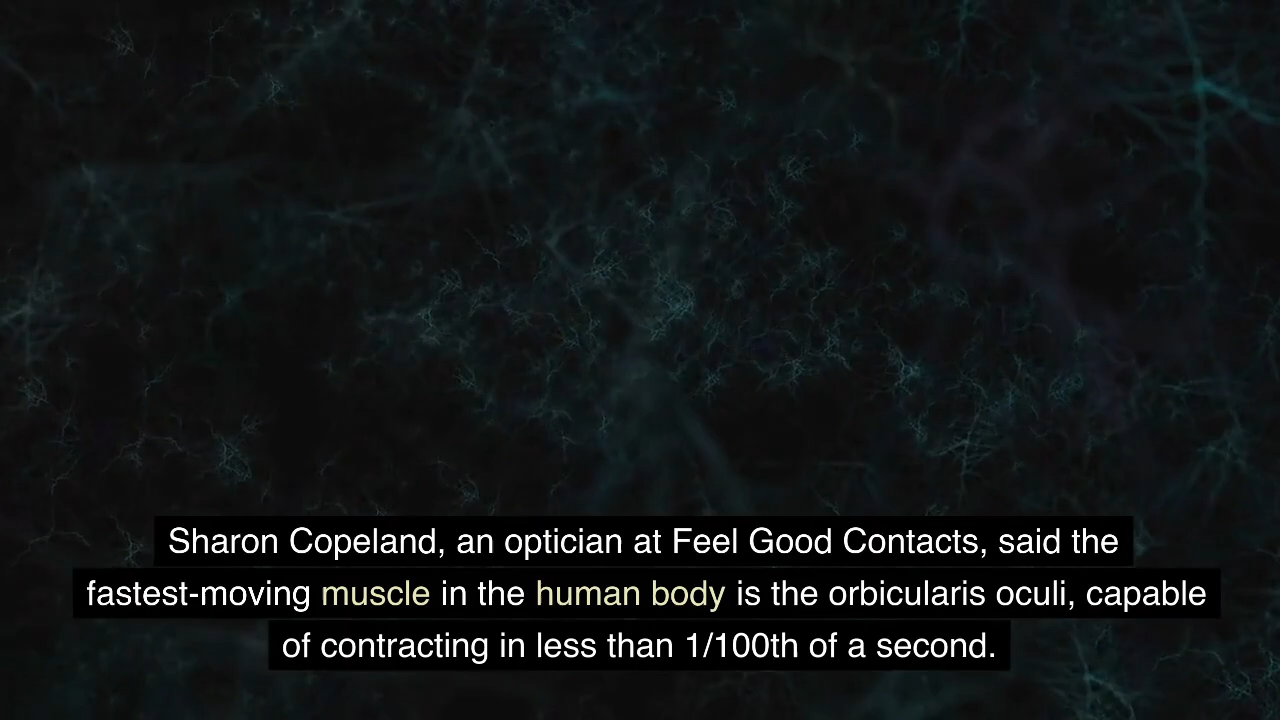 Sharon Copeland, an optician at Feel Good Contacts, said the
fastest-moving muscle in the human body is the orbicularis oculi, capable
of contracting in less than 1/100th of a second.